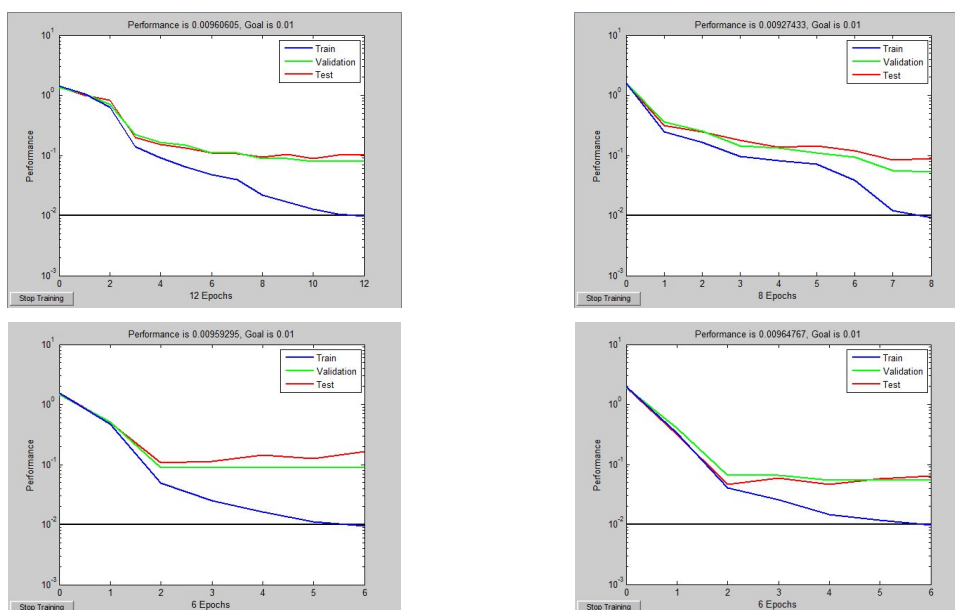 Performance is 0.00960605, Goal is 0.01
10^1
10^0
10^-1
10^-2
10^-3
Performance
Train
Validation
Test
0 2 4 6 8 10 12
12 Epochs
Stop Training
Performance is 0.00927433, Goal is 0.01
10^1
10^0
10^-1
10^-2
10^-3
Performance
Train
Validation
Test
0 1 2 3 4 5 6 7 8
8 Epochs
Stop Training
Performance is 0.00959295, Goal is 0.01
10^1
10^0
10^-1
10^-2
10^-3
Performance
Train
Validation
Test
0 1 2 3 4 5 6
6 Epochs
Stop Training
Performance is 0.00964767, Goal is 0.01
10^1
10^0
10^-1
10^-2
10^-3
Performance
Train
Validation
Test
0 1 2 3 4 5 6
6 Epochs
Stop Training